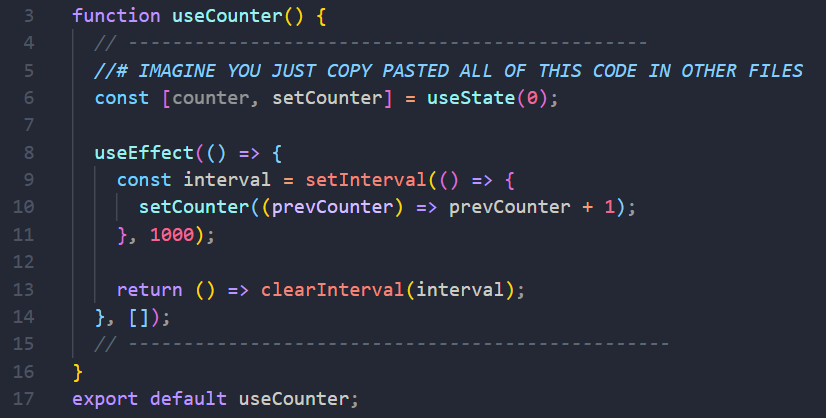 3 function useCounter() {
4 // -----------------------------------------------
5 //# IMAGINE YOU JUST COPY PASTED ALL OF THIS CODE IN OTHER FILES
6 const [counter, setCounter] = useState(0);
7
8 useEffect(() => {
9 const interval = setInterval(() => {
10 setCounter((prevCounter) => prevCounter + 1);
11 }, 1000);
12
13 return () => clearInterval(interval);
14 }, []);
15 // -------------------------------------------------
16 }
17 export default useCounter;